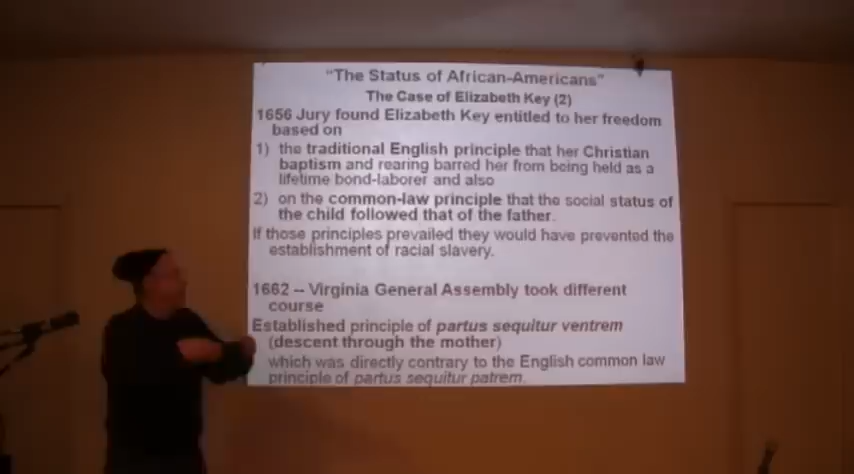 "The Status of African-Americans"
The Case of Elizabeth Key (2)
1656 Jury found Elizabeth Key entitled to her freedom
based on
1) the traditional English principle that her Christian
baptism and rearing barred her from being held as a
lifetime bond-laborer and also
2) on the common-law principle that the social status of
the child followed that of the father.
If those principles prevailed they would have prevented the
establishment of racial slavery.
1662 -- Virginia General Assembly took different
course
Established principle of partus sequitur ventrem
(descent through the mother)
which was directly contrary to the English common law
principle of partus sequitur patrem.